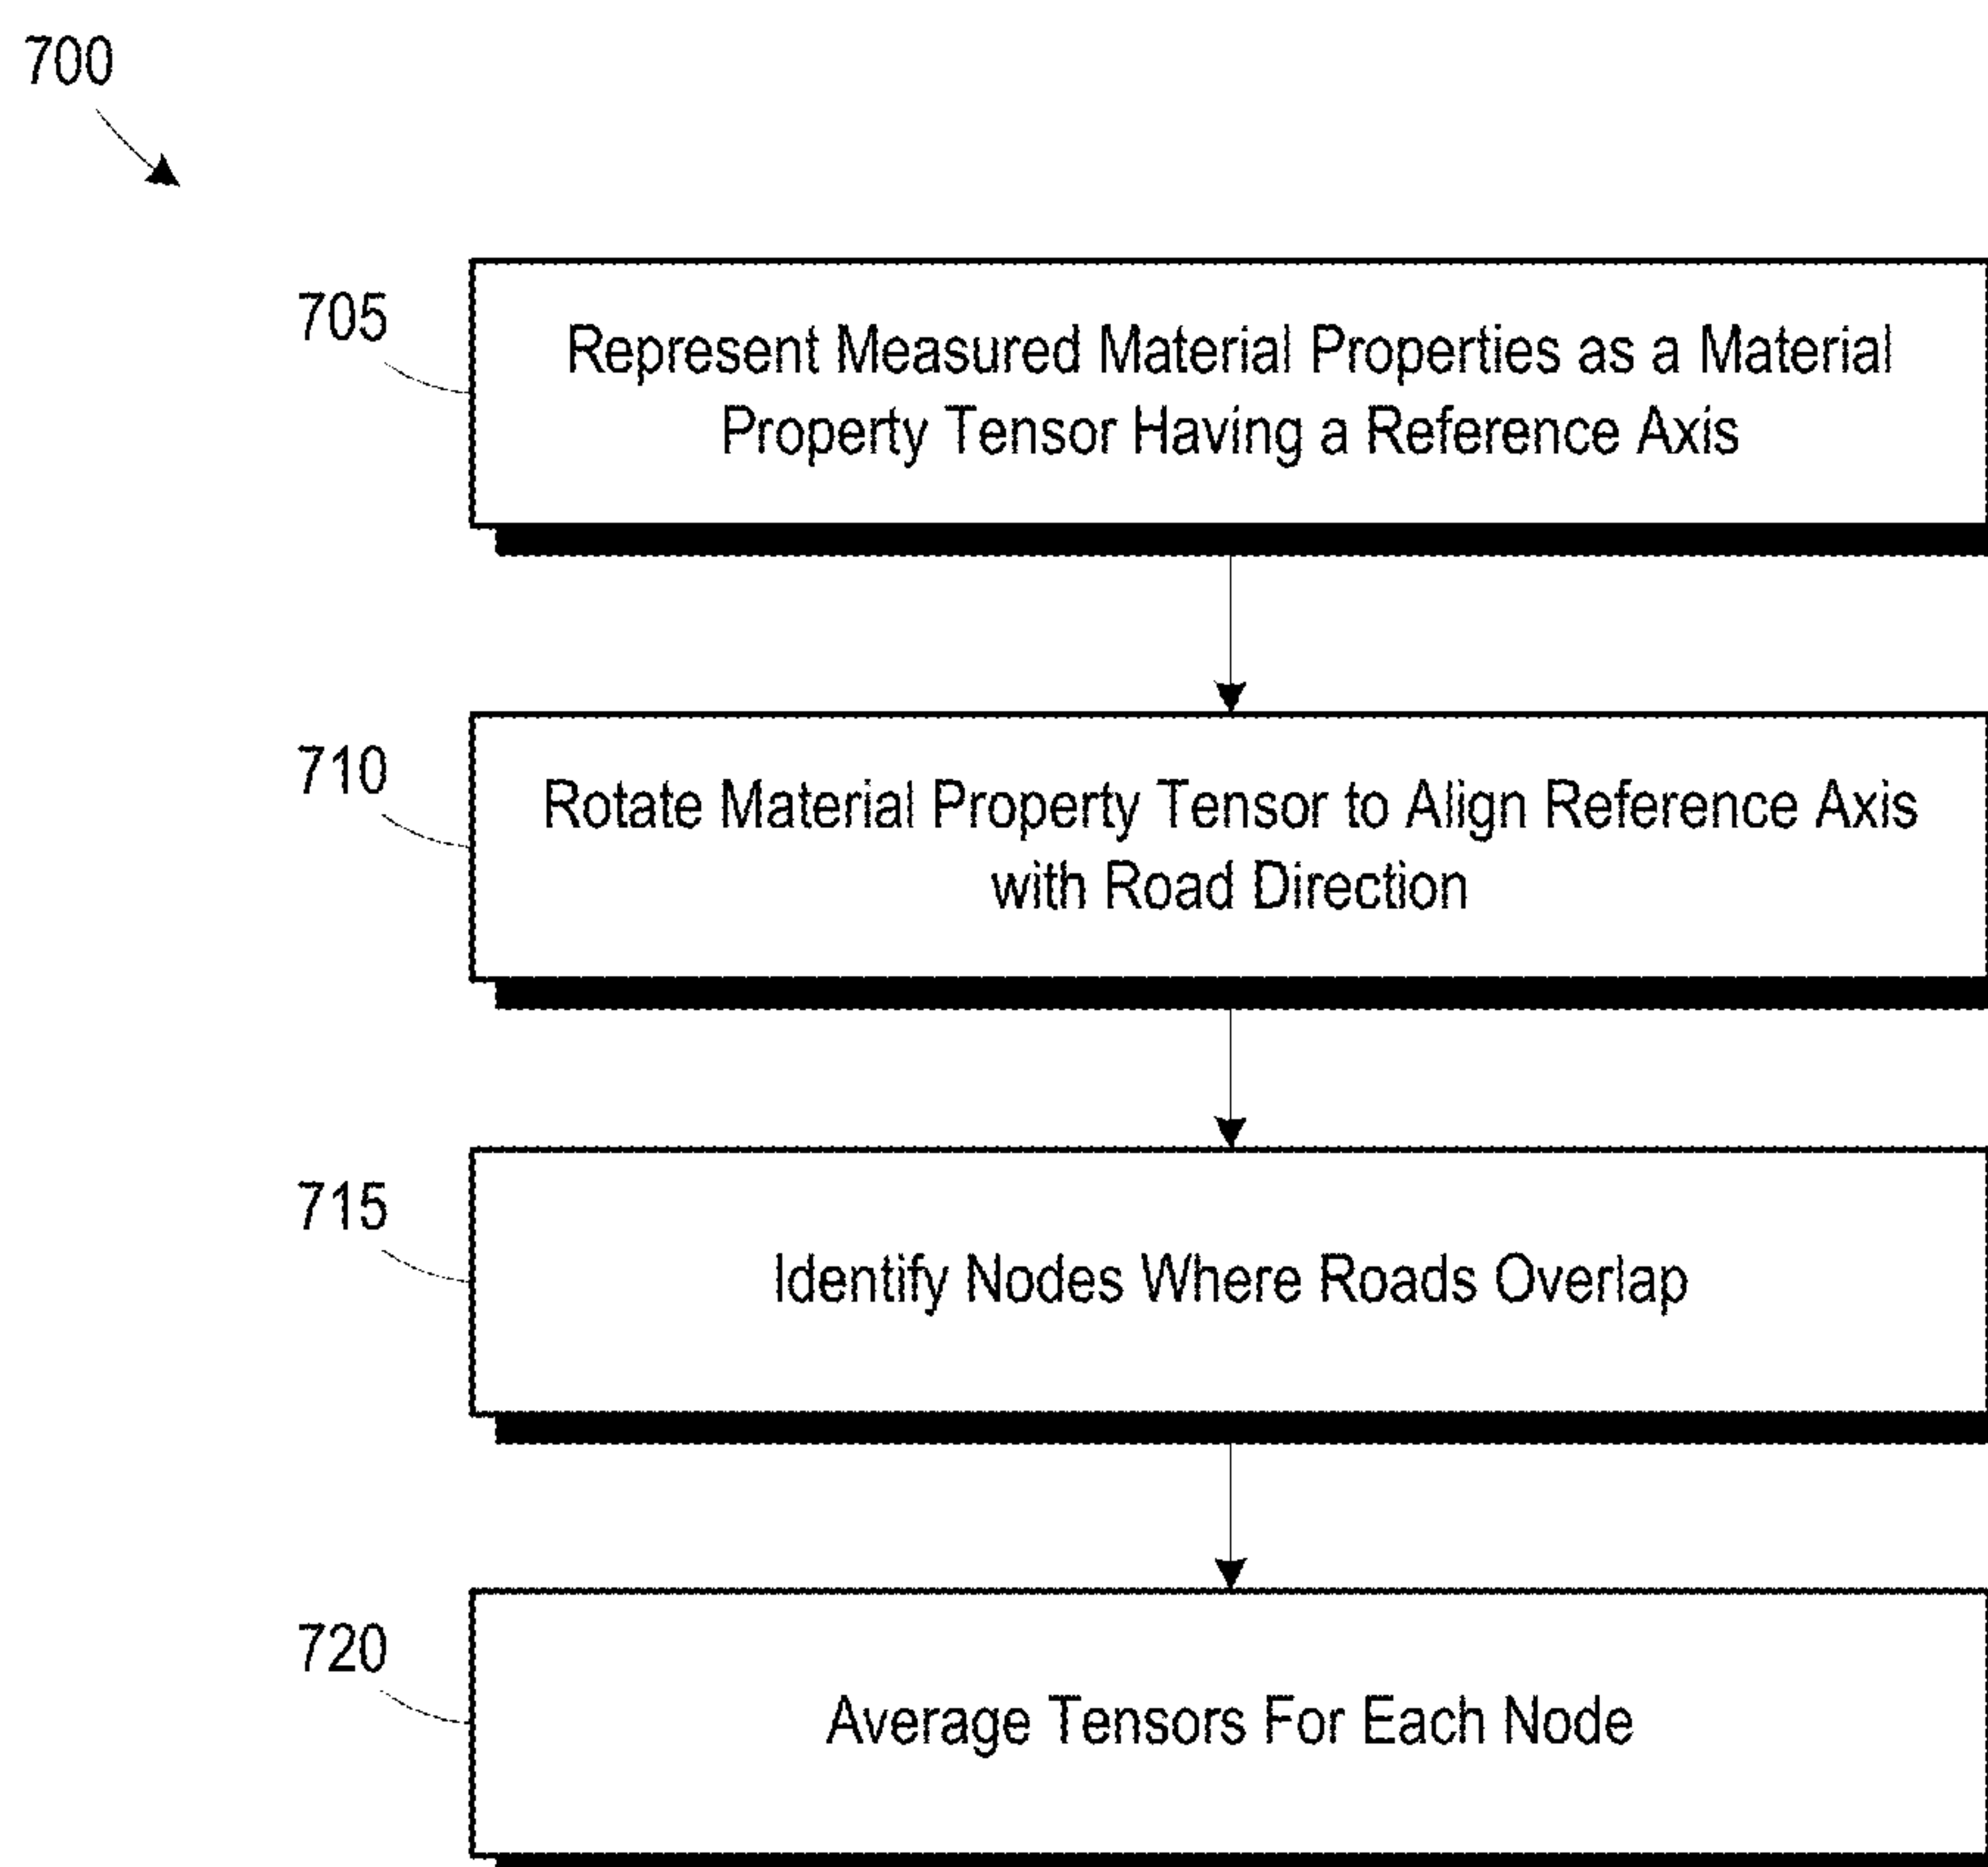 700
705
Represent Measured Material Properties as a Material
Property Tensor Having a Reference Axis
710
Rotate Material Property Tensor to Align Reference Axis
with Road Direction
715
Identify Nodes Where Roads Overlap
720
Average Tensors For Each Node